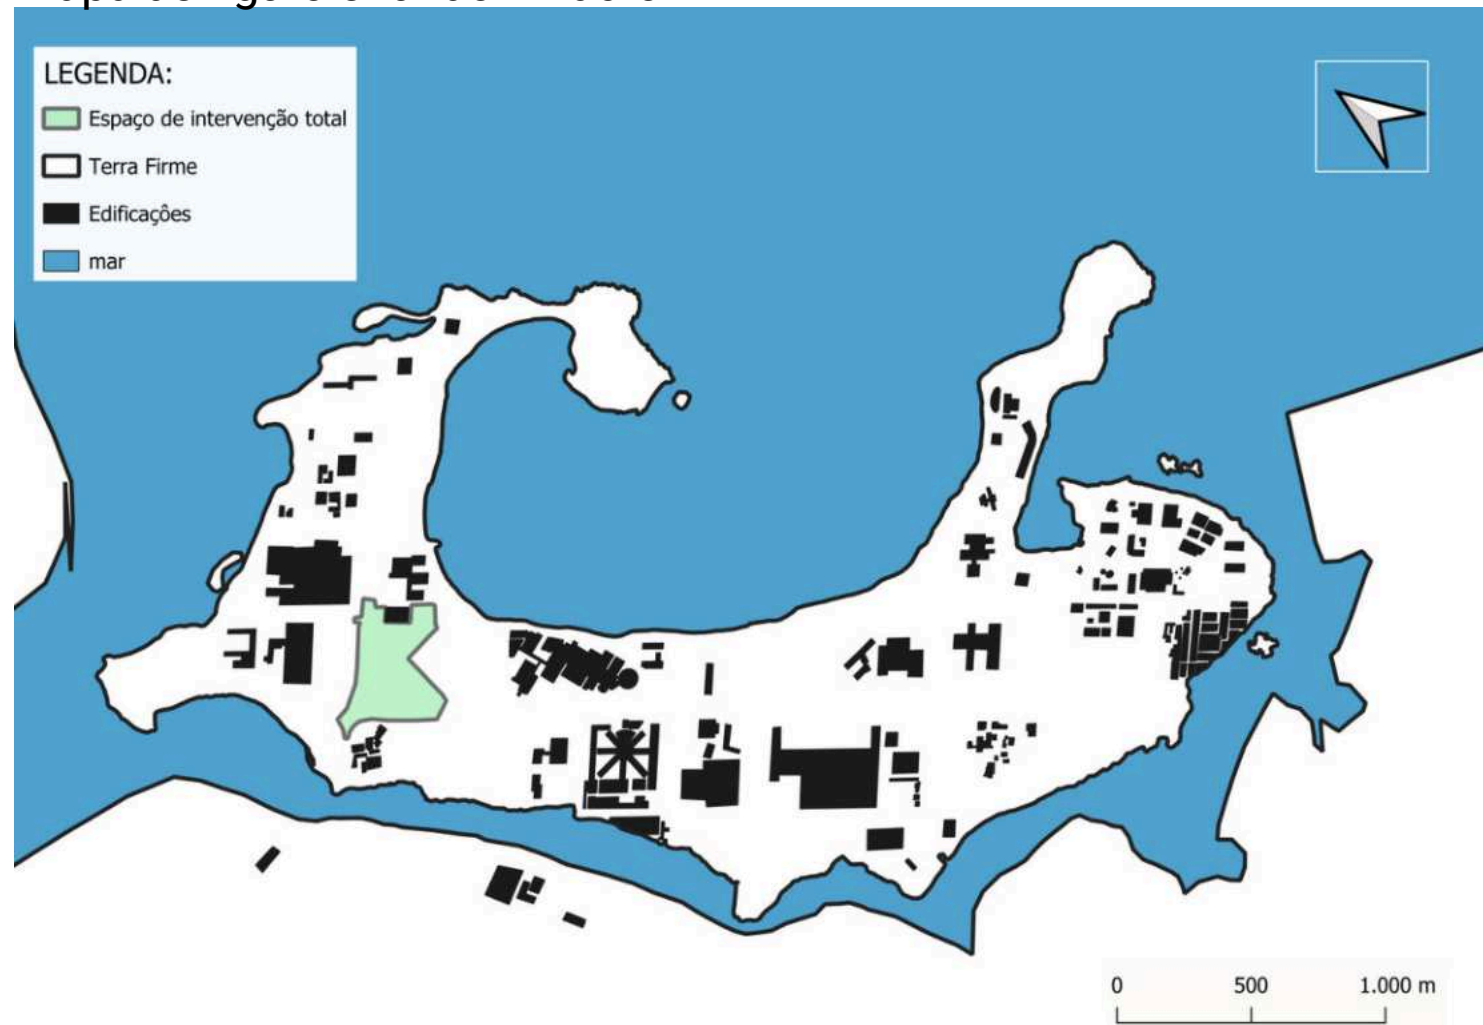 LEGENDA:
Espaço de intervenção total
Terra Firme
Edificações
mar
0 500 1.000 m